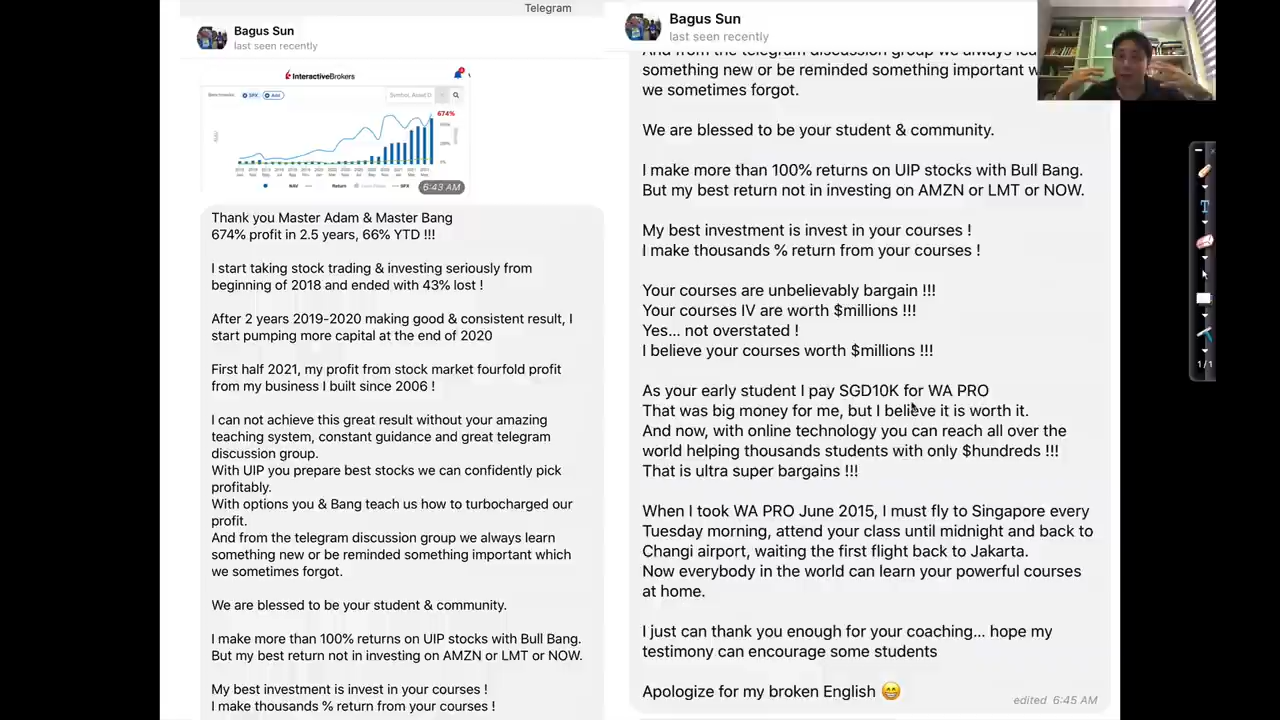 Telegram
Bagus Sun
last seen recently
InteractiveBrokers
SPX
Add
674%
NAV
Return
SPX
6:43 AM
Thank you Master Adam & Master Bang
674% profit in 2.5 years, 66% YTD !!!
I start taking stock trading & investing seriously from
beginning of 2018 and ended with 43% lost !
After 2 years 2019-2020 making good & consistent result, I
start pumping more capital at the end of 2020
First half 2021, my profit from stock market fourfold profit
from my business I built since 2006 !
I can not achieve this great result without your amazing
teaching system, constant guidance and great telegram
discussion group.
With UIP you prepare best stocks we can confidently pick
profitably.
With options you & Bang teach us how to turbocharged our
profit.
And from the telegram discussion group we always learn
something new or be reminded something important which
we sometimes forgot.
We are blessed to be your student & community.
I make more than 100% returns on UIP stocks with Bull Bang.
But my best return not in investing on AMZN or LMT or NOW.
My best investment is invest in your courses !
I make thousands % return from your courses !
Bagus Sun
last seen recently
And from the telegram discussion group we always
something new or be reminded something important
we sometimes forgot.
We are blessed to be your student & community.
I make more than 100% returns on UIP stocks with Bull Bang.
But my best return not in investing on AMZN or LMT or NOW.
My best investment is invest in your courses !
I make thousands % return from your courses !
Your courses are unbelievably bargain !!!
Your courses IV are worth $millions !!!
Yes... not overstated !
I believe your courses worth $millions !!!
As your early student I pay SGD10K for WA PRO
That was big money for me, but I believe it is worth it.
And now, with online technology you can reach all over the
world helping thousands students with only $hundreds !!!
That is ultra super bargains !!!
When I took WA PRO June 2015, I must fly to Singapore every
Tuesday morning, attend your class until midnight and back to
Changi airport, waiting the first flight back to Jakarta.
Now everybody in the world can learn your powerful courses
at home.
I just can thank you enough for your coaching... hope my
testimony can encourage some students
Apologize for my broken English
edited 6:45 AM
1/1